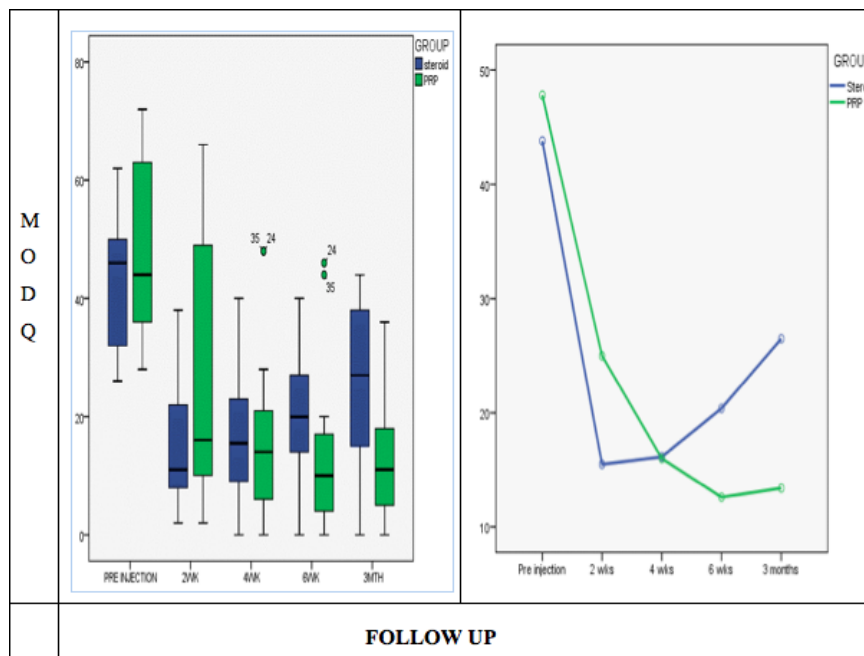 M
O
D
Q
80
60
40
20
0
GROUP
steroid
PRP
35 24
24
35
PRE INJECTION 2WK 4WK 6WK 3MTH
50
40
30
20
10
GROU
Ster
PRP
Pre injection 2 wks 4 wks 6 wks 3 months
FOLLOW UP